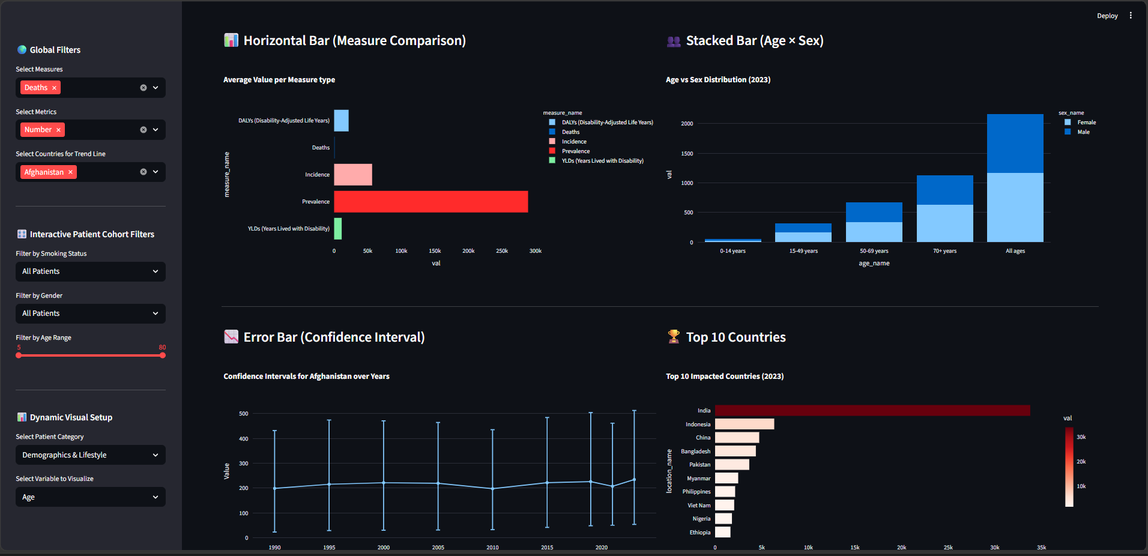 Deploy
Global Filters
Select Measures
Deaths ×
Select Metrics
Number ×
Select Countries for Trend Line
Afghanistan ×
Interactive Patient Cohort Filters
Filter by Smoking Status
All Patients
Filter by Gender
All Patients
Filter by Age Range
5 80
Dynamic Visual Setup
Select Patient Category
Demographics & Lifestyle
Select Variable to Visualize
Age
Horizontal Bar (Measure Comparison)
Average Value per Measure type
measure_name
DALYs (Disability-Adjusted Life Years)
Deaths
Incidence
Prevalence
YLDs (Years Lived with Disability)
0 50k 100k 150k 200k 250k 300k
val
measure_name
DALYs (Disability-Adjusted Life Years)
Deaths
Incidence
Prevalence
YLDs (Years Lived with Disability)
Stacked Bar (Age × Sex)
Age vs Sex Distribution (2023)
val
2000
1500
1000
500
0
0-14 years 15-49 years 50-69 years 70+ years All ages
age_name
sex_name
Female
Male
Error Bar (Confidence Interval)
Confidence Intervals for Afghanistan over Years
Value
500
400
300
200
100
0
1990 1995 2000 2005 2010 2015 2020
Top 10 Countries
Top 10 Impacted Countries (2023)
location_name
India
Indonesia
China
Bangladesh
Pakistan
Myanmar
Philippines
Viet Nam
Nigeria
Ethiopia
0 5k 10k 15k 20k 25k 30k 35k
val
30k
20k
10k